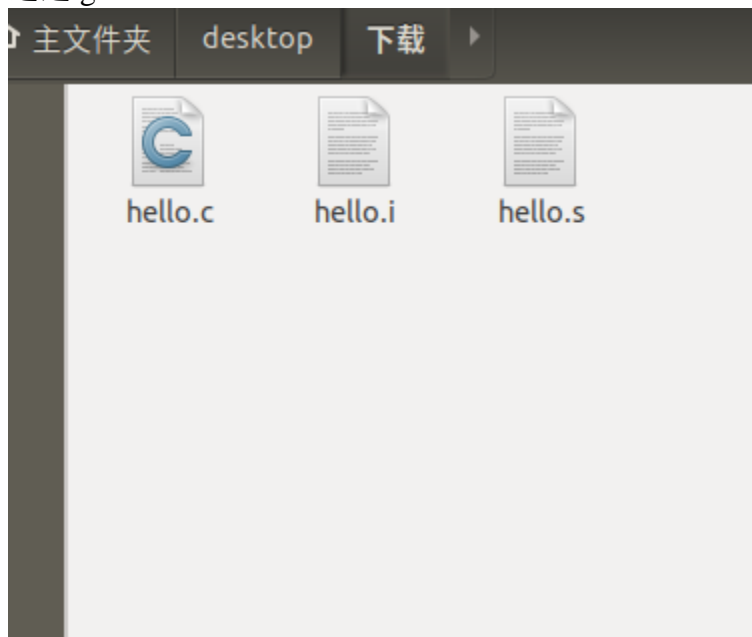 主文件夹 desktop 下载
hello.c hello.i hello.s